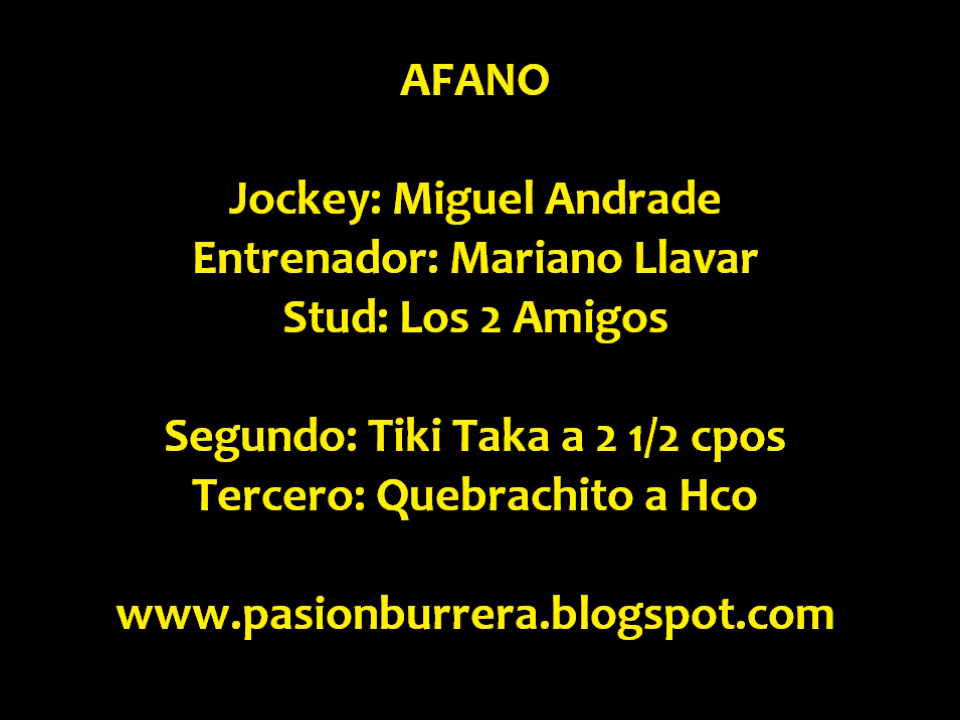 AFANO
Jockey: Miguel Andrade
Entrenador: Mariano Llavar
Stud: Los 2 Amigos
Segundo: Tiki Taka a 2 1/2 cpos
Tercero: Quebrachito a Hco
www.pasionburrera.blogspot.com